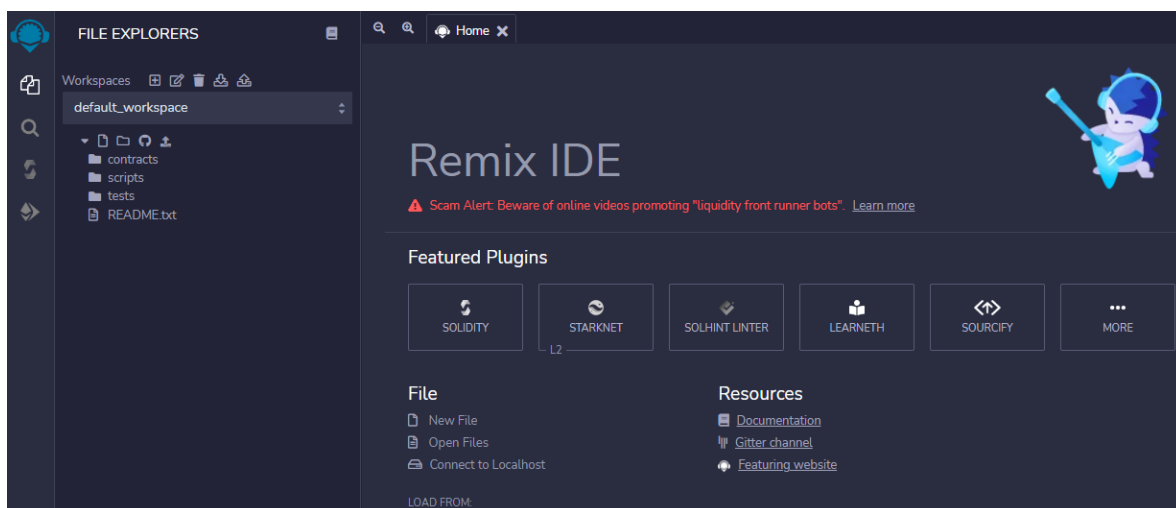 FILE EXPLORERS
Workspaces
default_workspace
contracts
scripts
tests
README.txt
Home
Remix IDE
Scam Alert: Beware of online videos promoting "liquidity front runner bots". Learn more
Featured Plugins
SOLIDITY
STARKNET
L2
SOLHINT LINTER
LEARNETH
SOURCIFY
MORE
File
New File
Open Files
Connect to Localhost
LOAD FROM:
Resources
Documentation
Gitter channel
Featuring website